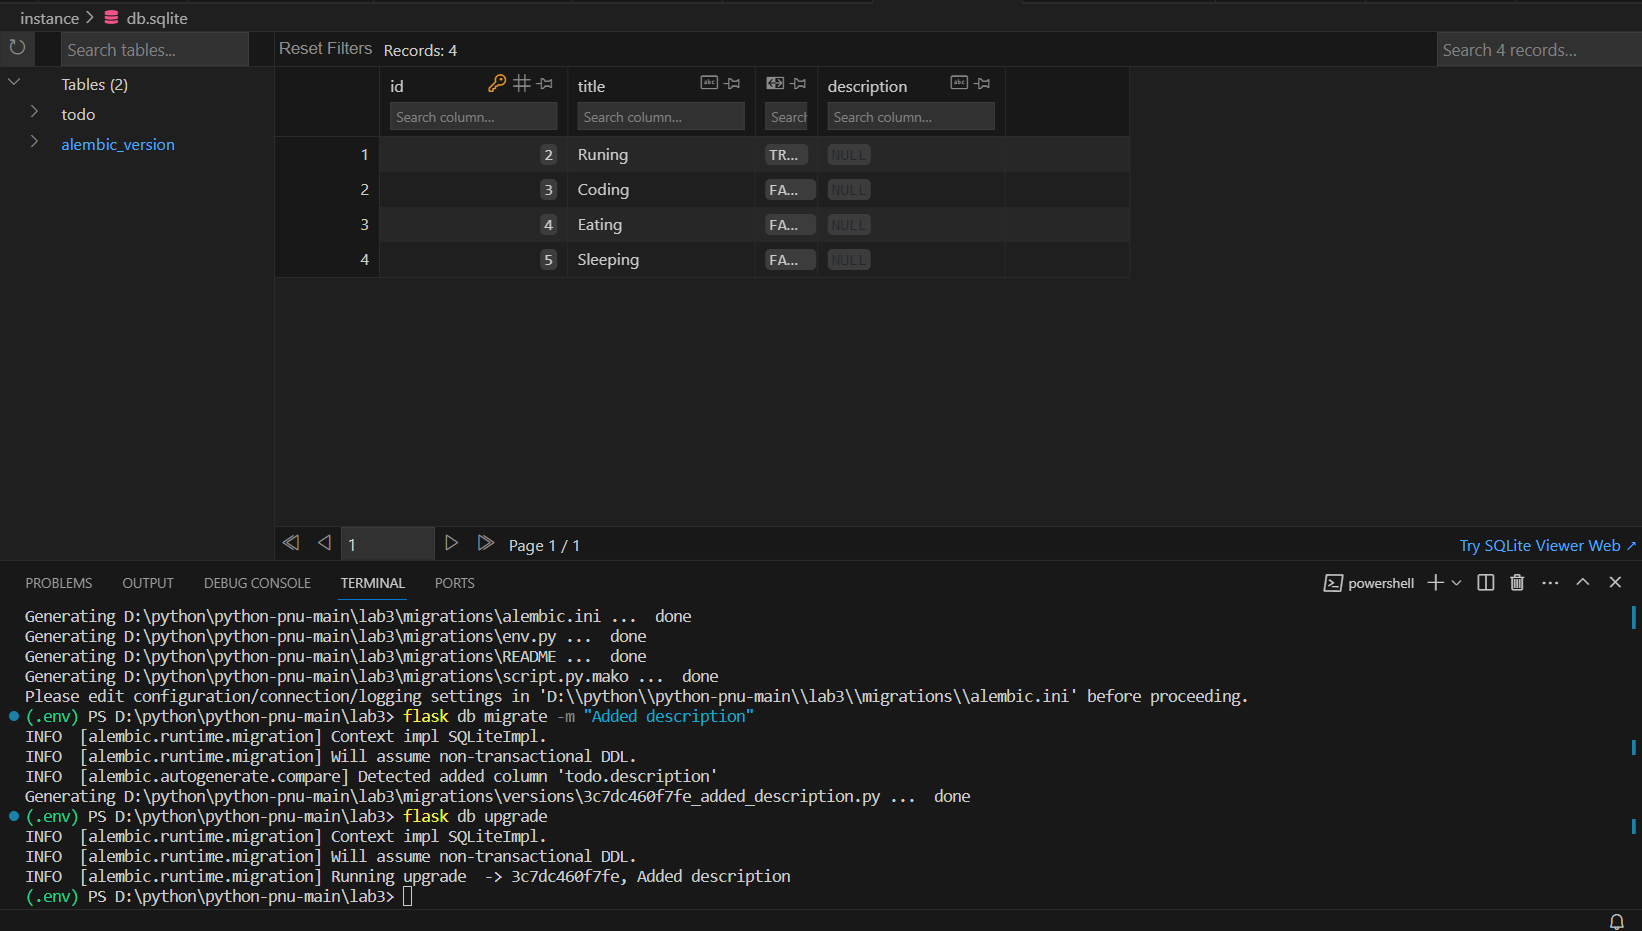 instance > db.sqlite
Search tables...
Reset Filters Records: 4
Search 4 records...
Tables (2)
todo
alembic_version
id title abc description abc
Search column... Search column... Search Search column...
1 2 Runing TR... NULL
2 3 Coding FA... NULL
3 4 Eating FA... NULL
4 5 Sleeping FA... NULL
1 Page 1 / 1
Try SQLite Viewer Web ↗
PROBLEMS OUTPUT DEBUG CONSOLE TERMINAL PORTS
powershell
Generating D:\python\python-pnu-main\lab3\migrations\alembic.ini ... done
Generating D:\python\python-pnu-main\lab3\migrations\env.py ... done
Generating D:\python\python-pnu-main\lab3\migrations\README ... done
Generating D:\python\python-pnu-main\lab3\migrations\script.py.mako ... done
Please edit configuration/connection/logging settings in 'D:\\python\\python-pnu-main\\lab3\\migrations\\alembic.ini' before proceeding.
(.env) PS D:\python\python-pnu-main\lab3> flask db migrate -m "Added description"
INFO [alembic.runtime.migration] Context impl SQLiteImpl.
INFO [alembic.runtime.migration] Will assume non-transactional DDL.
INFO [alembic.autogenerate.compare] Detected added column 'todo.description'
Generating D:\python\python-pnu-main\lab3\migrations\versions\3c7dc460f7fe_added_description.py ... done
(.env) PS D:\python\python-pnu-main\lab3> flask db upgrade
INFO [alembic.runtime.migration] Context impl SQLiteImpl.
INFO [alembic.runtime.migration] Will assume non-transactional DDL.
INFO [alembic.runtime.migration] Running upgrade -> 3c7dc460f7fe, Added description
(.env) PS D:\python\python-pnu-main\lab3>